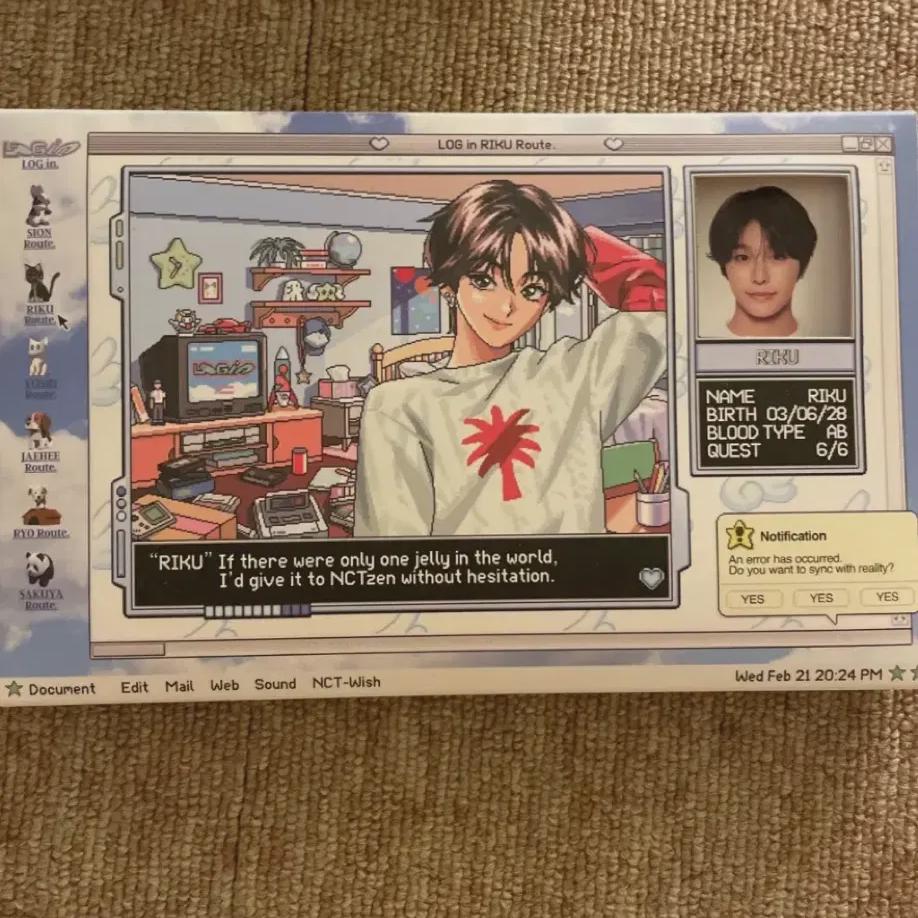 LOG in RIKU Route.
LOG in.
SION
Route.
RIKU
Route.
YUSHI
Route.
JAEHEE
Route.
RYO Route.
SAKUYA
Route.
RIKU
NAME RIKU
BIRTH 03/06/28
BLOOD TYPE AB
QUEST 6/6
Notification
An error has occurred.
Do you want to sync with reality?
YES YES YES
"RIKU" If there were only one jelly in the world,
I'd give it to NCTzen without hesitation.
Document Edit Mail Web Sound NCT-Wish
Wed Feb 21 20:24 PM